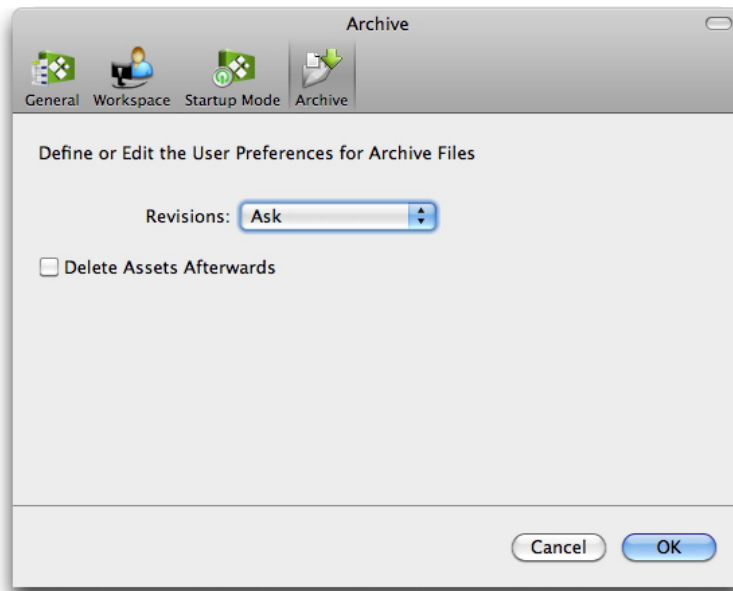 Archive
General Workspace Startup Mode Archive
Define or Edit the User Preferences for Archive Files
Revisions: Ask
Delete Assets Afterwards
Cancel OK